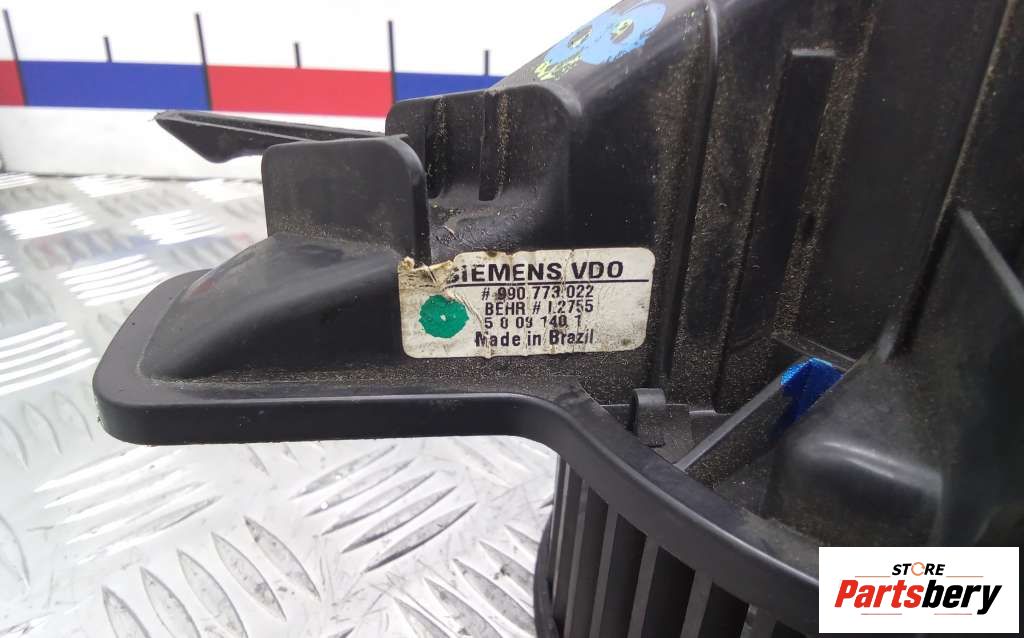 SIEMENS VDO
# 990.773.022
BEHR # L2755
5 0 09 140 1
Made in Brazil
STORE
Partsbery